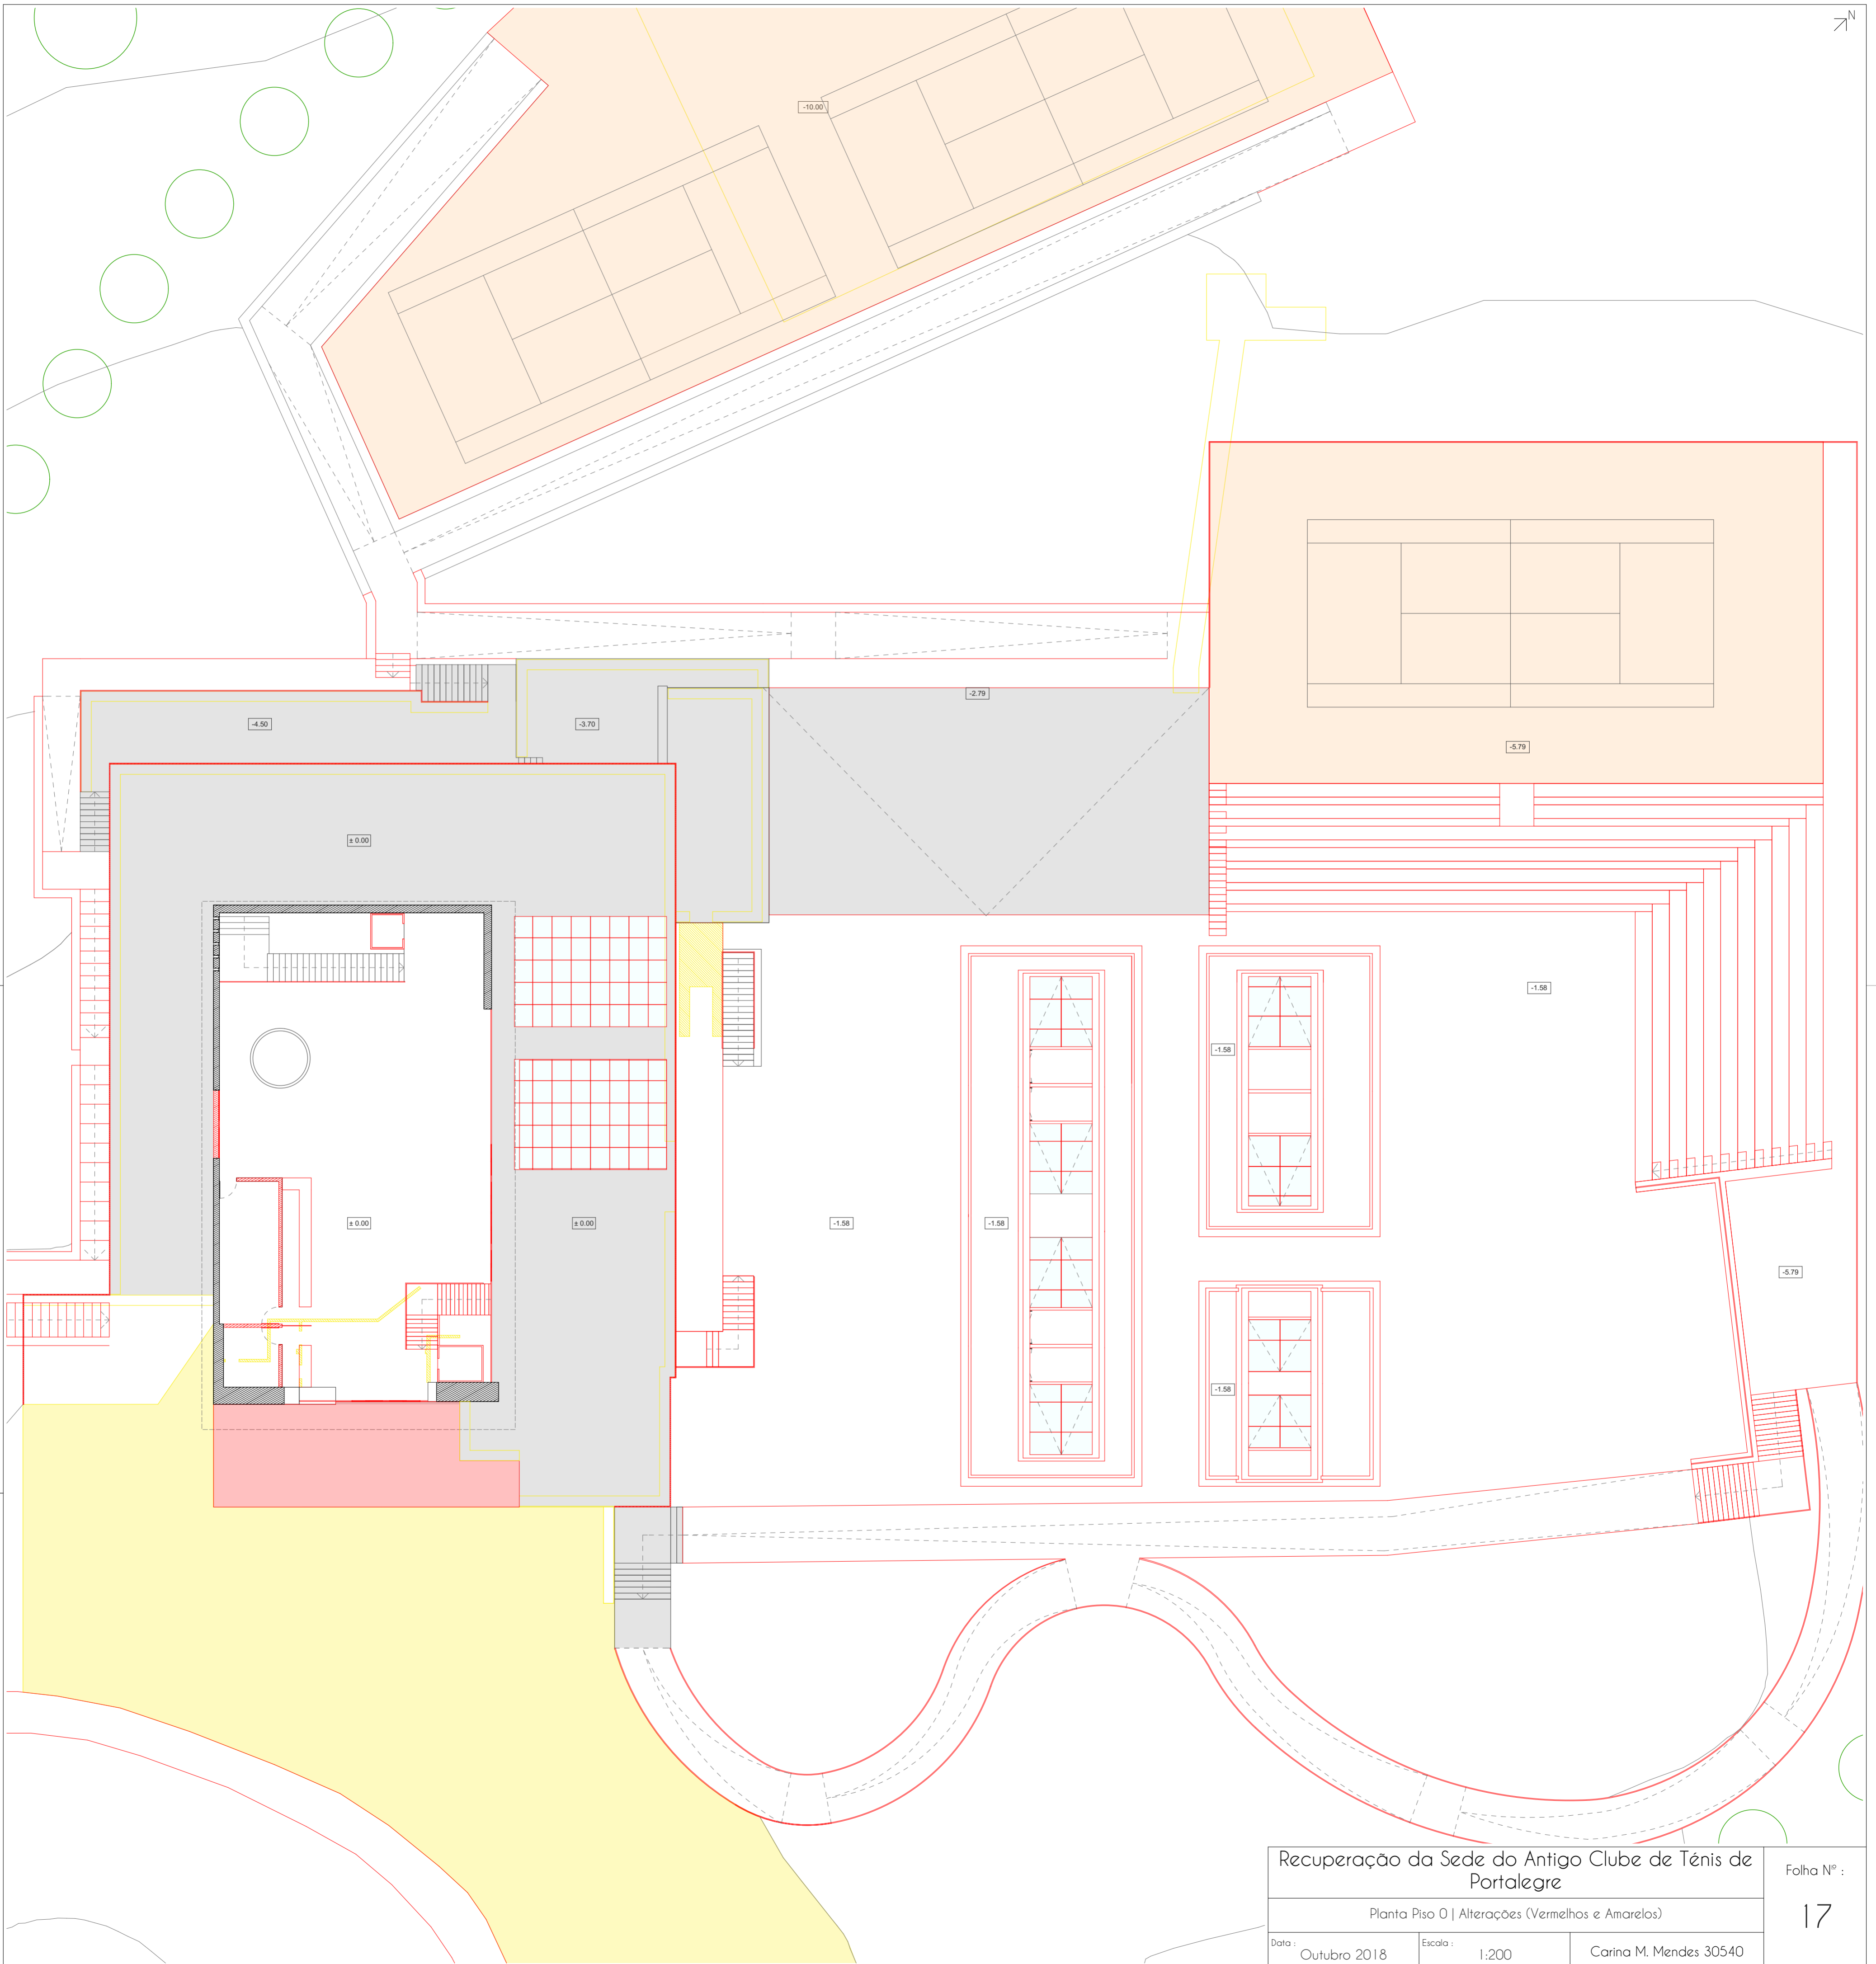 N
-10.00
-2.79
-4.50
-3.70
-5.79
± 0.00
-1.58
-1.58
± 0.00
± 0.00
-1.58
-1.58
-5.79
-1.58
Recuperação da Sede do Antigo Clube de Ténis de
Portalegre
Folha Nº :
17
Planta Piso 0 | Alterações (Vermelhos e Amarelos)
Data :
Outubro 2018
Escala :
1:200
Carina M. Mendes 30540